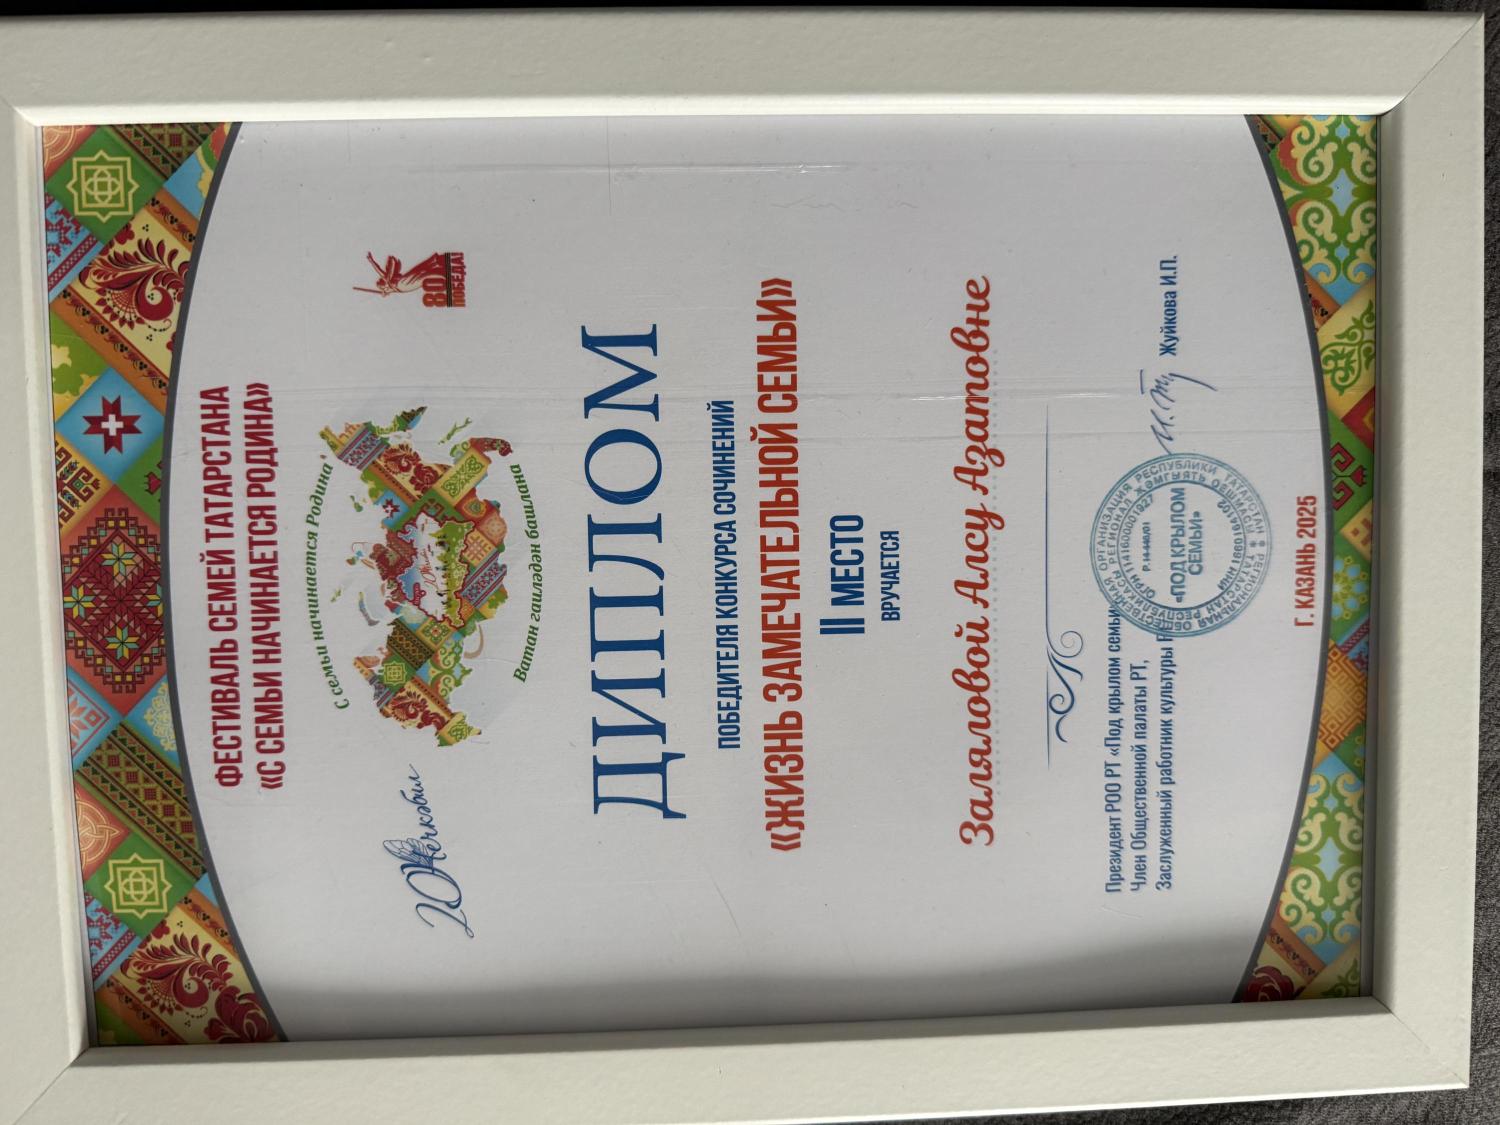 ФЕСТИВАЛЬ СЕМЕЙ ТАТАРСТАНА
«С СЕМЬИ НАЧИНАЕТСЯ РОДИНА»
С семьи начинается Родина
Ватан гаиләдән башлана
80
ПОБЕДА!
ДИПЛОМ
ПОБЕДИТЕЛЯ КОНКУРСА СОЧИНЕНИЙ
«ЖИЗНЬ ЗАМЕЧАТЕЛЬНОЙ СЕМЬИ»
II МЕСТО
ВРУЧАЕТСЯ
Заляловой Алсу Азатовне
Президент РОО РТ «Под крылом семьи
Член Общественной палаты РТ,
Заслуженный работник культуры
Жуйкова И.П.
«ПОД КРЫЛОМ
СЕМЬИ»
Г. КАЗАНЬ 2025